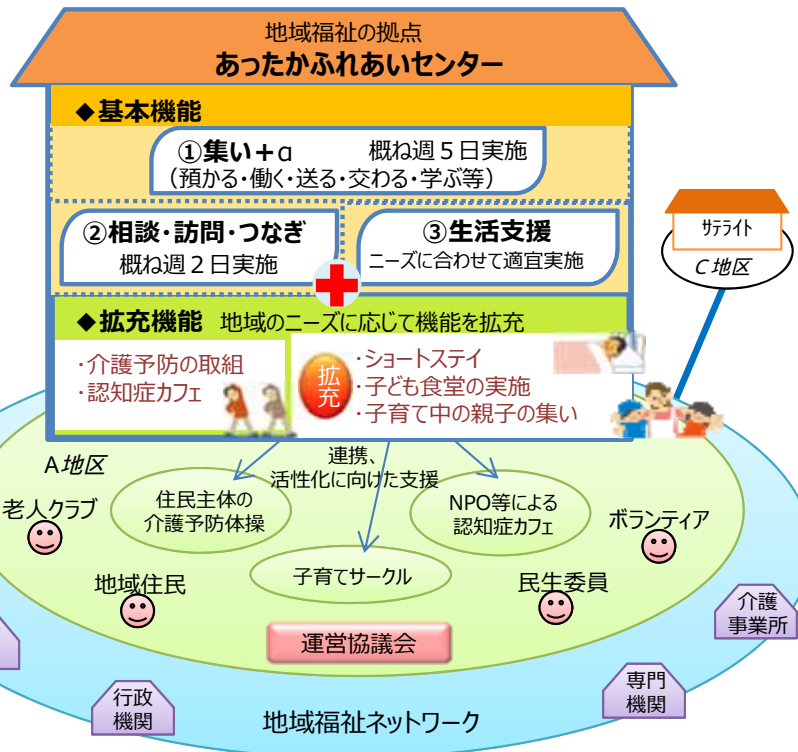 地域福祉の拠点
あったかふれあいセンター
◆基本機能
①集い+α 概ね週5日実施
(預かる・働く・送る・交わる・学ぶ等)
②相談・訪問・つなぎ
概ね週2日実施
③生活支援
ニーズに合わせて適宜実施
サテライト
C地区
◆拡充機能 地域のニーズに応じて機能を拡充
・介護予防の取組
・認知症カフェ
拡充
・ショートステイ
・子ども食堂の実施
・子育て中の親子の集い
A地区
連携、
活性化に向けた支援
老人クラブ
住民主体の
介護予防体操
NPO等による
認知症カフェ
ボランティア
地域住民
子育てサークル
民生委員
介護
事業所
運営協議会
行政
機関
専門
機関
地域福祉ネットワーク